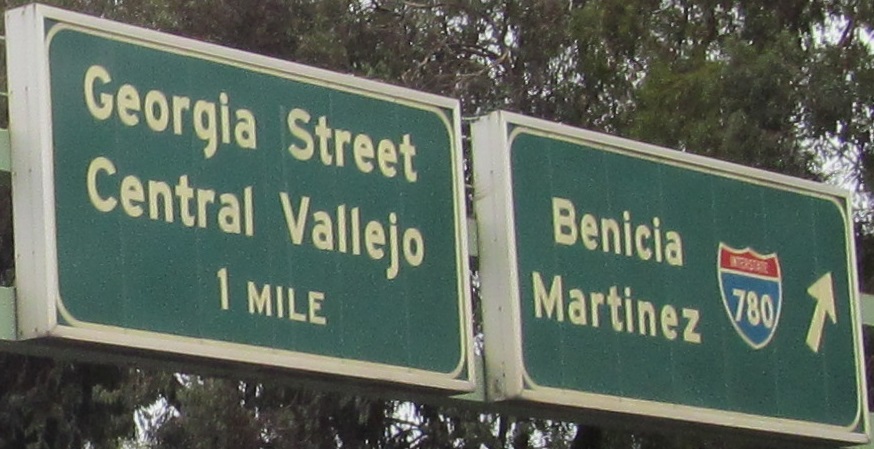 Georgia Street
Central Vallejo
1 MILE
Benicia
Martinez
INTERSTATE
780